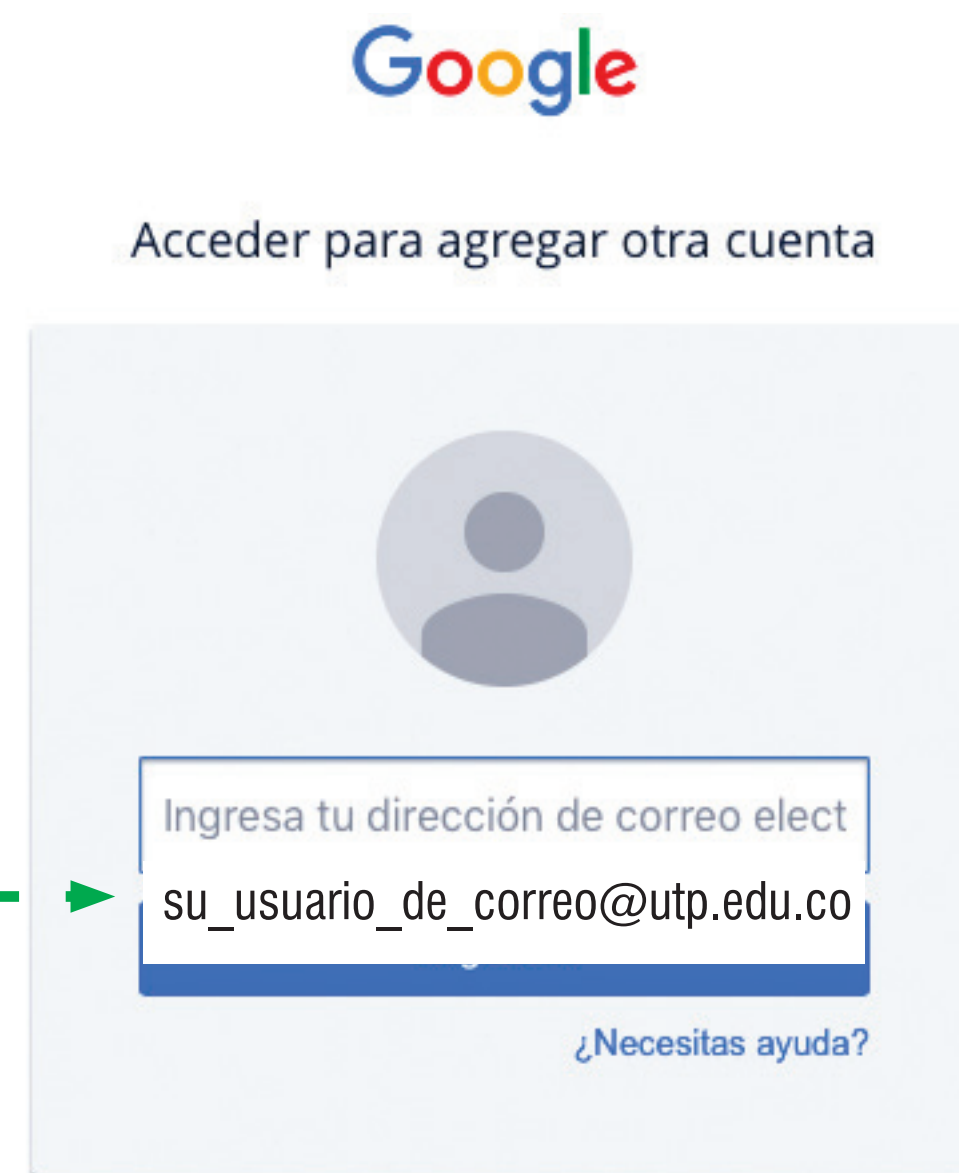 Google
Acceder para agregar otra cuenta
Ingresa tu dirección de correo elect
su_usuario_de_correo@utp.edu.co
¿Necesitas ayuda?